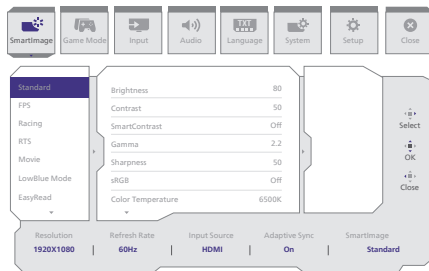 SmartImage
Game Mode
Input
Audio
TXT
Language
System
Setup
Close
Standard
FPS
Racing
RTS
Movie
LowBlue Mode
EasyRead
Brightness 80
Contrast 50
SmartContrast Off
Gamma 2.2
Sharpness 50
sRGB Off
Color Temperature 6500K
Select
OK
Close
Resolution Refresh Rate Input Source Adaptive Sync SmartImage
1920X1080 | 60Hz | HDMI | On | Standard